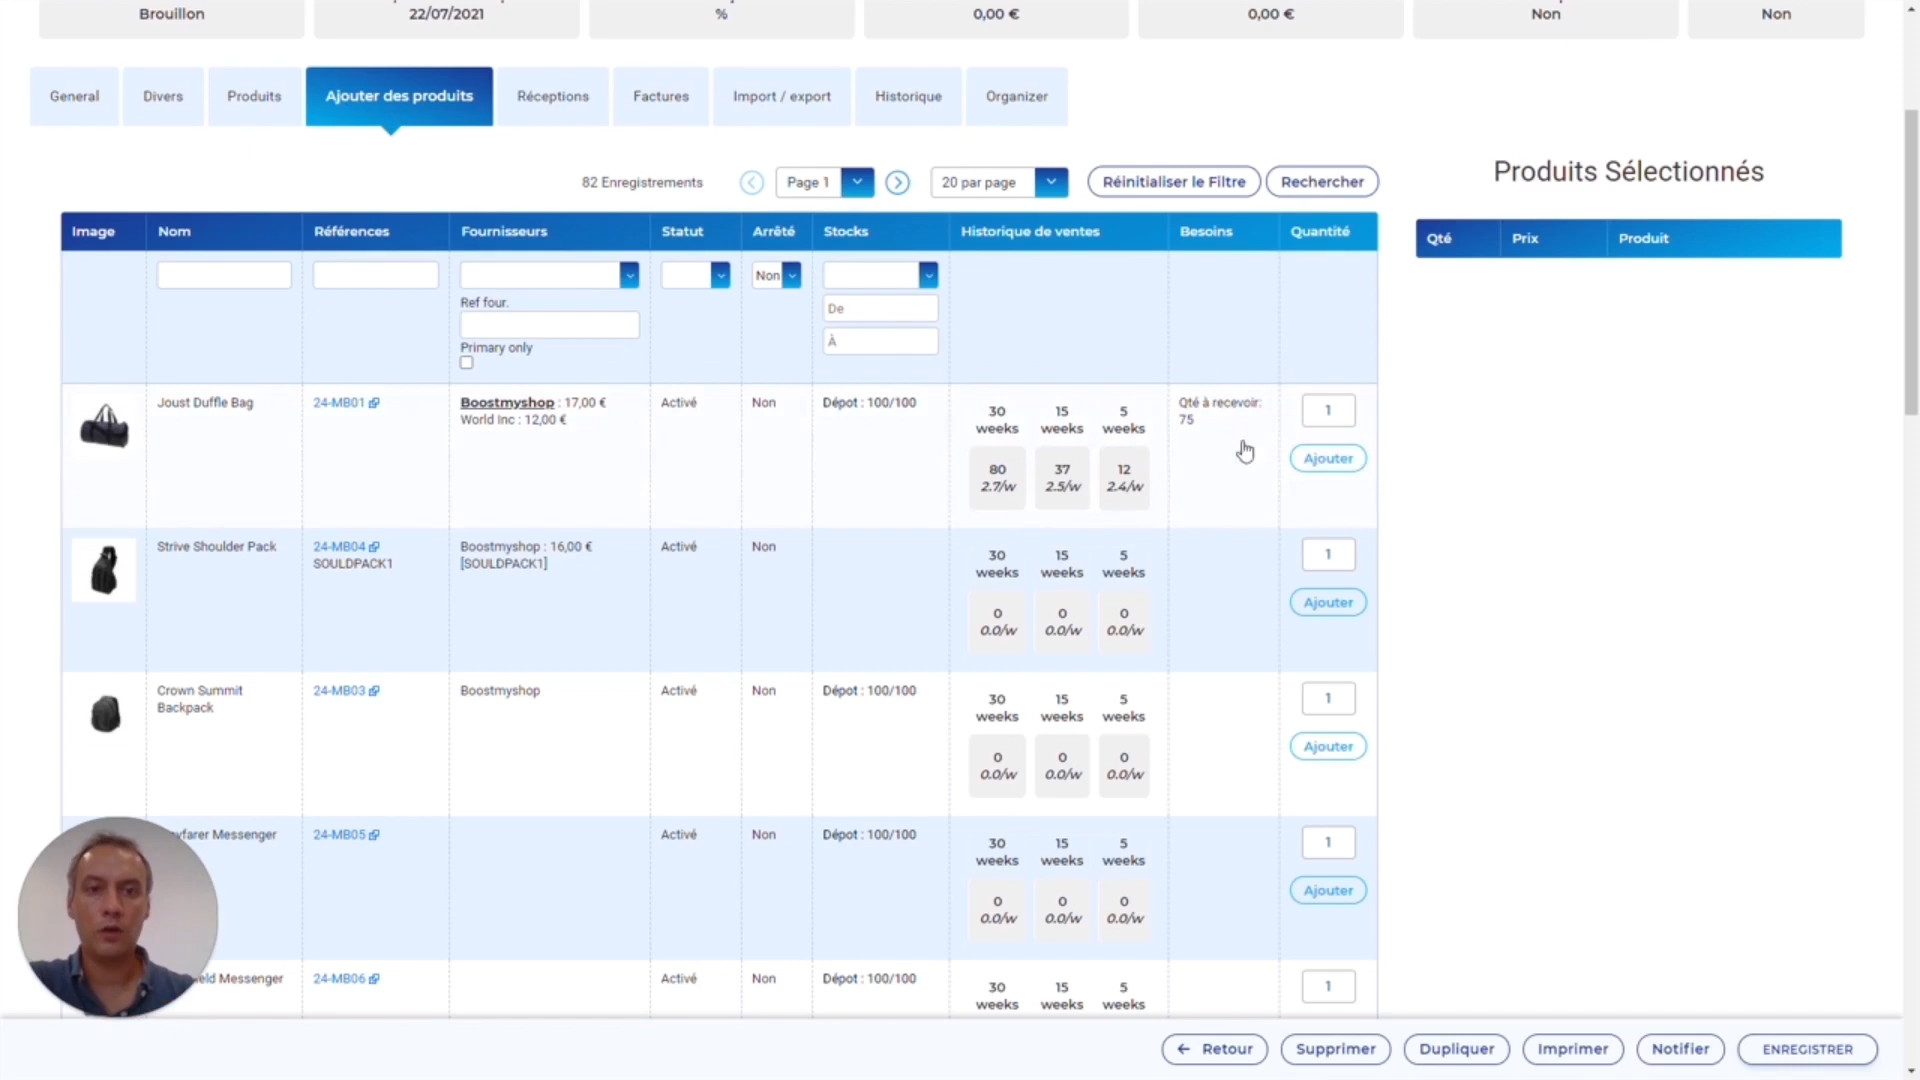 Brouillon 22/07/2021 % 0,00 € 0,00 € Non Non
General Divers Produits Ajouter des produits Réceptions Factures Import / export Historique Organizer
82 Enregistrements Page 1 20 par page Réinitialiser le Filtre Rechercher
Produits Sélectionnés
Qté Prix Produit
Image Nom Références Fournisseurs Statut Arrêté Stocks Historique de ventes Besoins Quantité
Non
Ref four.
De
Primary only
À
Joust Duffle Bag 24-MB01 Boostmyshop : 17,00 € Activé Non Dépot : 100/100 30 15 5 Qté à recevoir: 1
World Inc : 12,00 € weeks weeks weeks 75
80 37 12 Ajouter
2.7/w 2.5/w 2.4/w
Strive Shoulder Pack 24-MB04 Boostmyshop : 16,00 € Activé Non 30 15 5 1
SOULDPACK1 [SOULDPACK1] weeks weeks weeks
0 0 0 Ajouter
0.0/w 0.0/w 0.0/w
Crown Summit 24-MB03 Boostmyshop Activé Non Dépot : 100/100 30 15 5 1
Backpack weeks weeks weeks
0 0 0 Ajouter
0.0/w 0.0/w 0.0/w
Messenger 24-MB05 Activé Non Dépot : 100/100 30 15 5 1
weeks weeks weeks
0 0 0 Ajouter
0.0/w 0.0/w 0.0/w
Messenger 24-MB06 Activé Non Dépot : 100/100 30 15 5 1
weeks weeks weeks
Retour Supprimer Dupliquer Imprimer Notifier ENREGISTRER